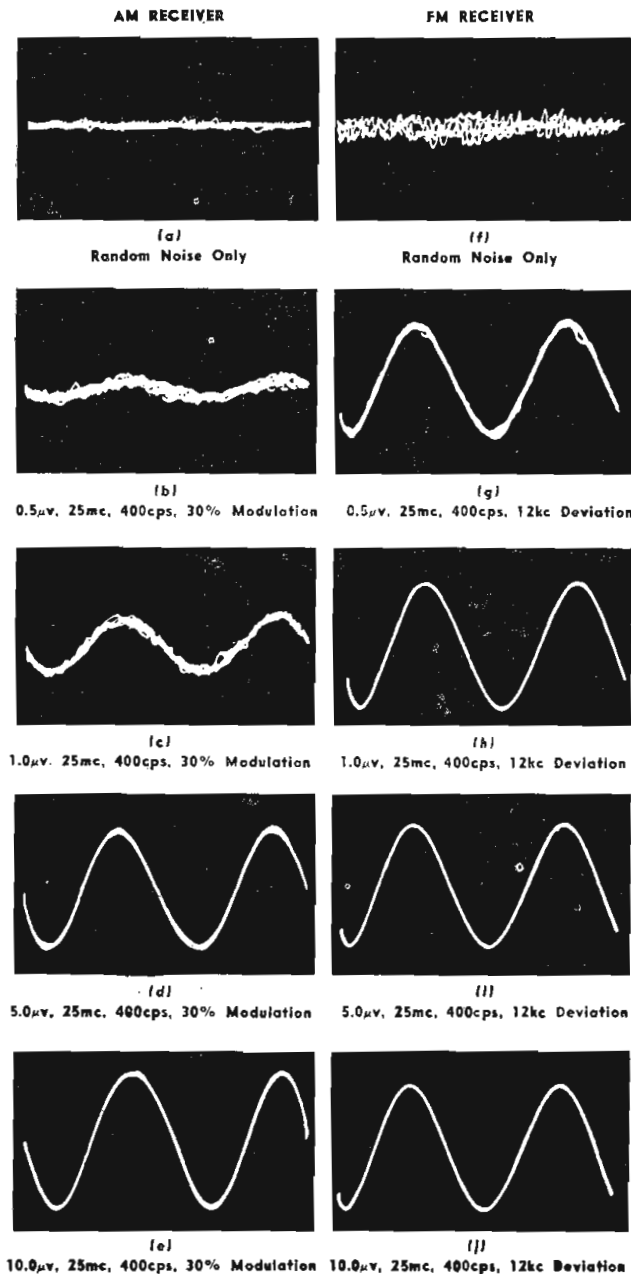 AM RECEIVER
FM RECEIVER
(a)
Random Noise Only
(f)
Random Noise Only
(b)
0.5μv, 25mc, 400cps, 30% Modulation
(g)
0.5μv, 25mc, 400cps, 12kc Deviation
(c)
1.0μv. 25mc, 400cps, 30% Modulation
(h)
1.0μv, 25mc, 400cps, 12kc Deviation
(d)
5.0μv, 25mc, 400cps, 30% Modulation
(i)
5.0μv, 25mc, 400cps, 12kc Deviation
(e)
10.0μv, 25mc, 400cps, 30% Modulation
(j)
10.0μv, 25mc, 400cps, 12kc Deviation